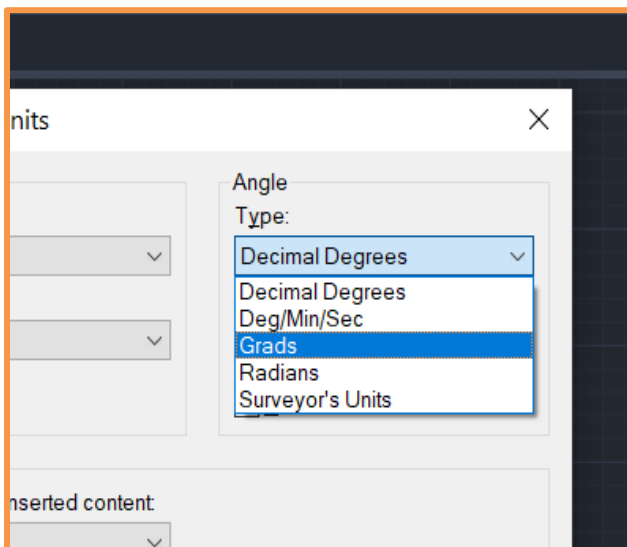 nits
Angle
Type:
Decimal Degrees
Decimal Degrees
Deg/Min/Sec
Grads
Radians
Surveyor's Units
nserted content: